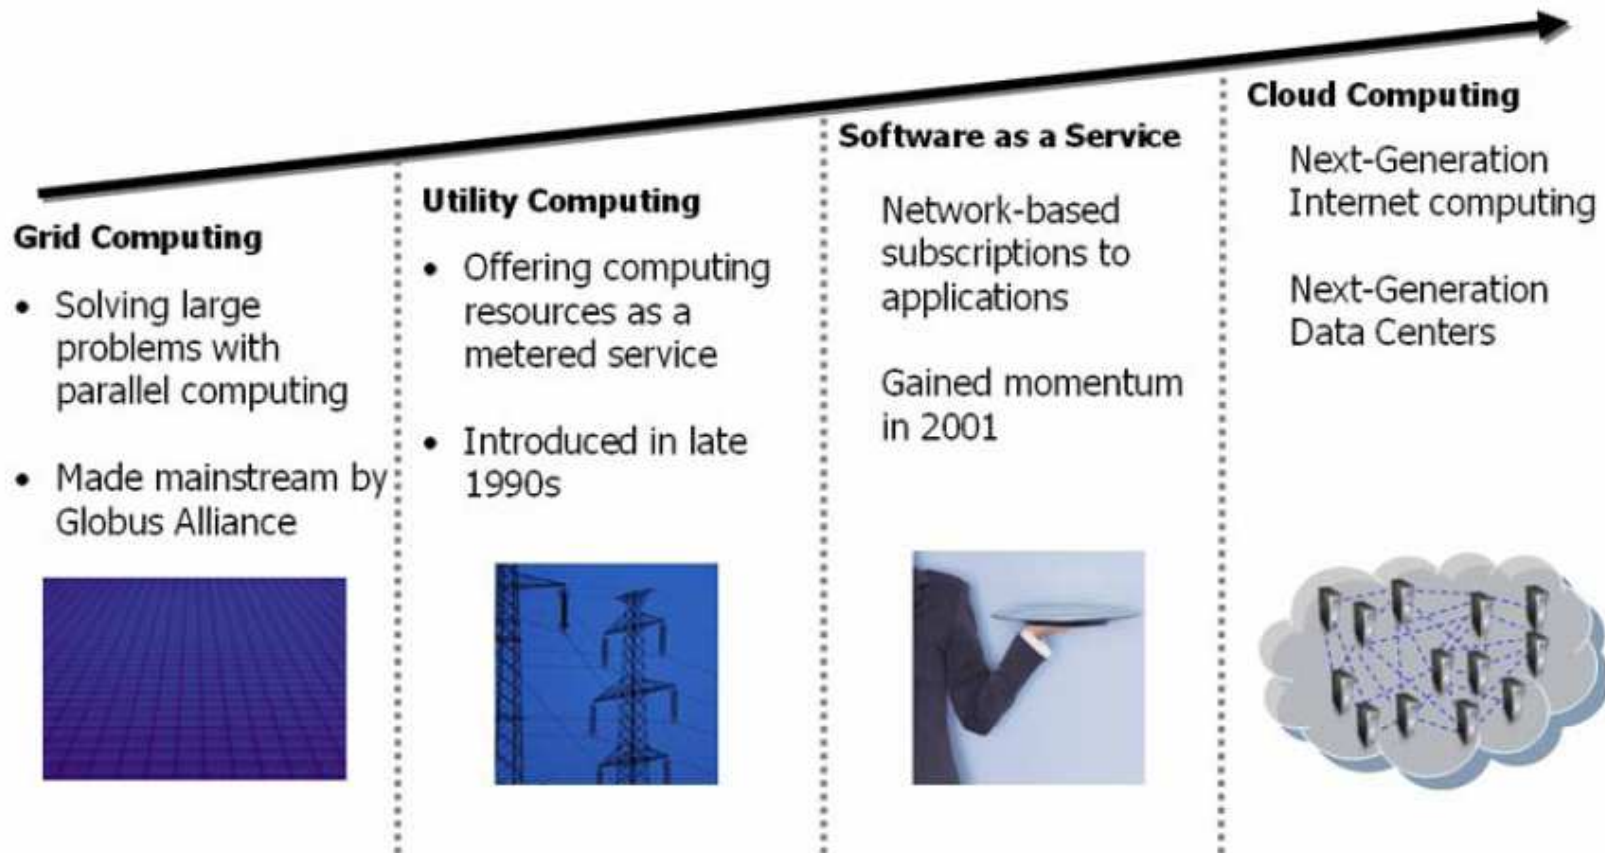 Grid Computing
• Solving large
problems with
parallel computing
• Made mainstream by
Globus Alliance
Utility Computing
• Offering computing
resources as a
metered service
• Introduced in late
1990s
Software as a Service
Network-based
subscriptions to
applications
Gained momentum
in 2001
Cloud Computing
Next-Generation
Internet computing
Next-Generation
Data Centers